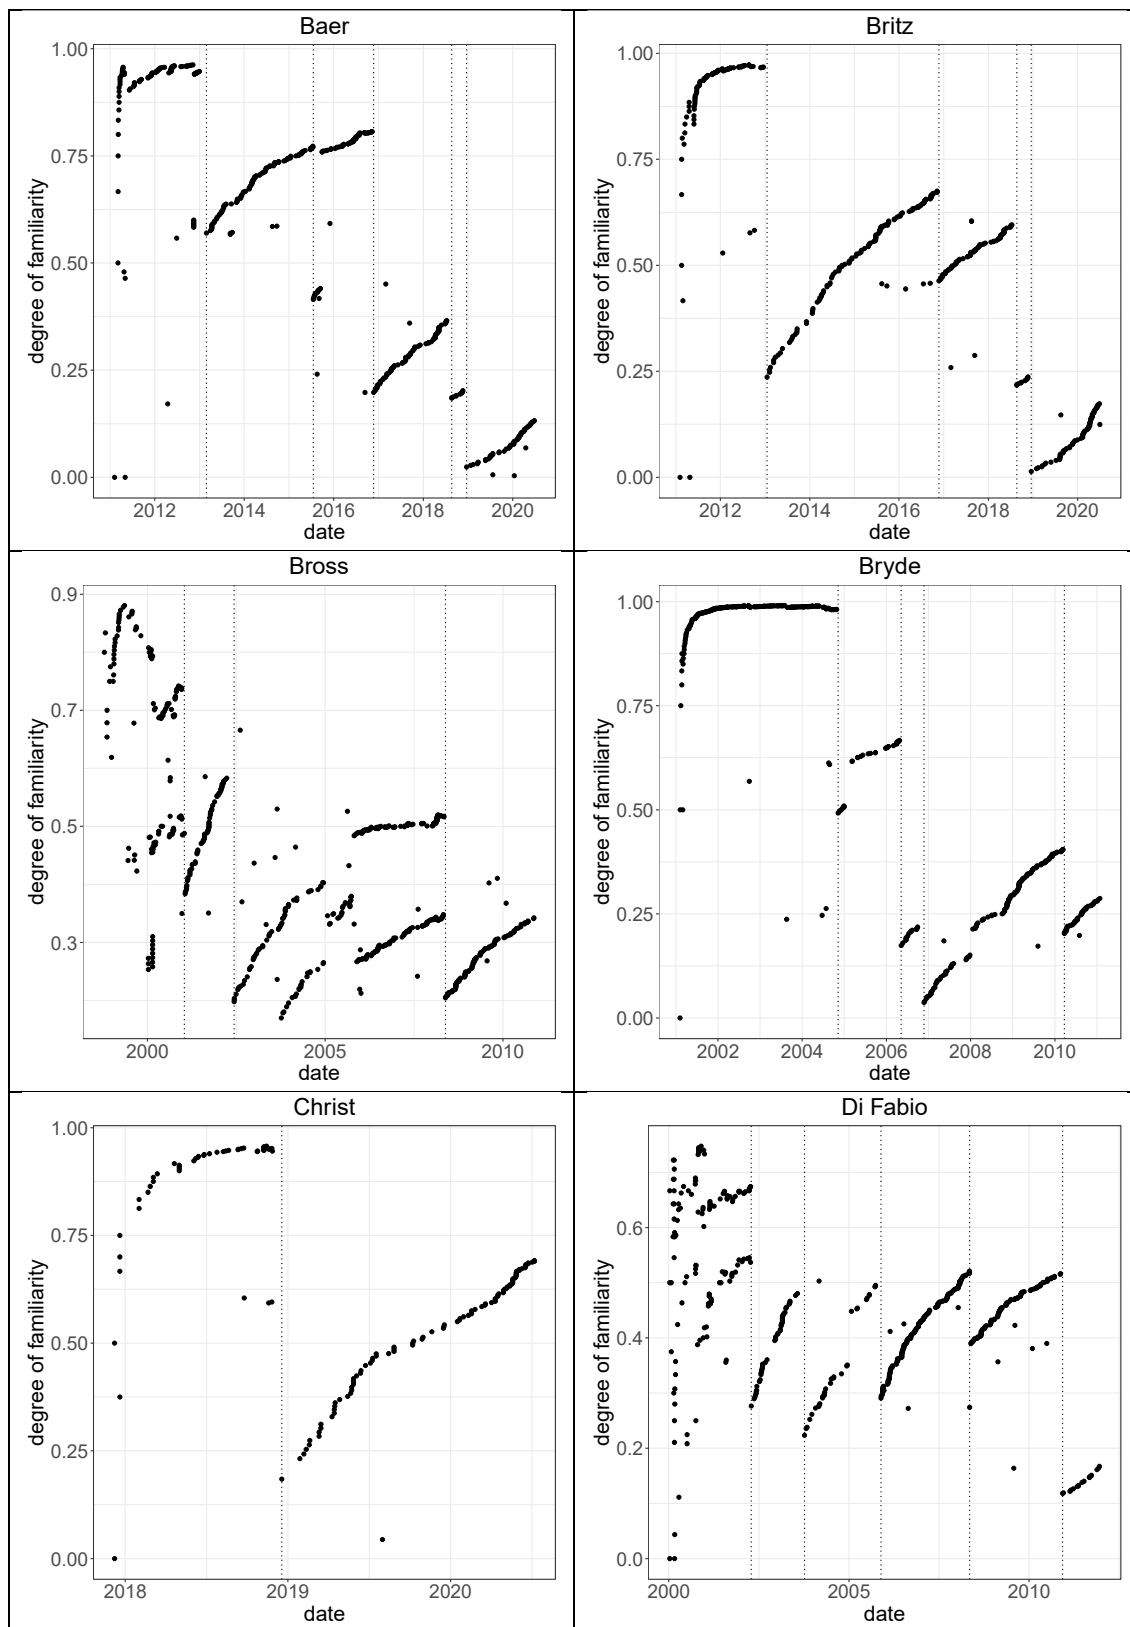 Baer
1.00
0.75
0.50
0.25
0.00
degree of familiarity
2012 2014 2016 2018 2020
date
Britz
1.00
0.75
0.50
0.25
0.00
degree of familiarity
2012 2014 2016 2018 2020
date
Bross
0.9
0.7
0.5
0.3
degree of familiarity
2000 2005 2010
date
Bryde
1.00
0.75
0.50
0.25
0.00
degree of familiarity
2002 2004 2006 2008 2010
date
Christ
1.00
0.75
0.50
0.25
0.00
degree of familiarity
2018 2019 2020
date
Di Fabio
0.6
0.4
0.2
0.0
degree of familiarity
2000 2005 2010
date